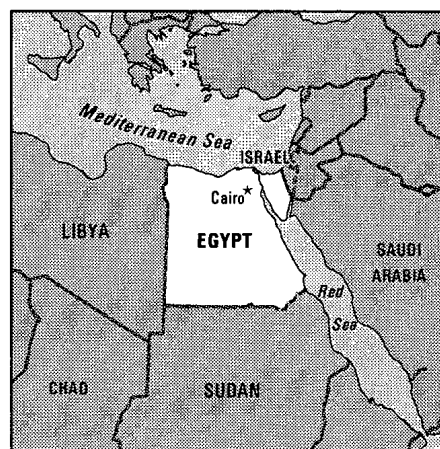 Mediterranean Sea
ISRAEL
Cairo
EGYPT
LIBYA
SAUDI
ARABIA
Red
Sea
CHAD
SUDAN